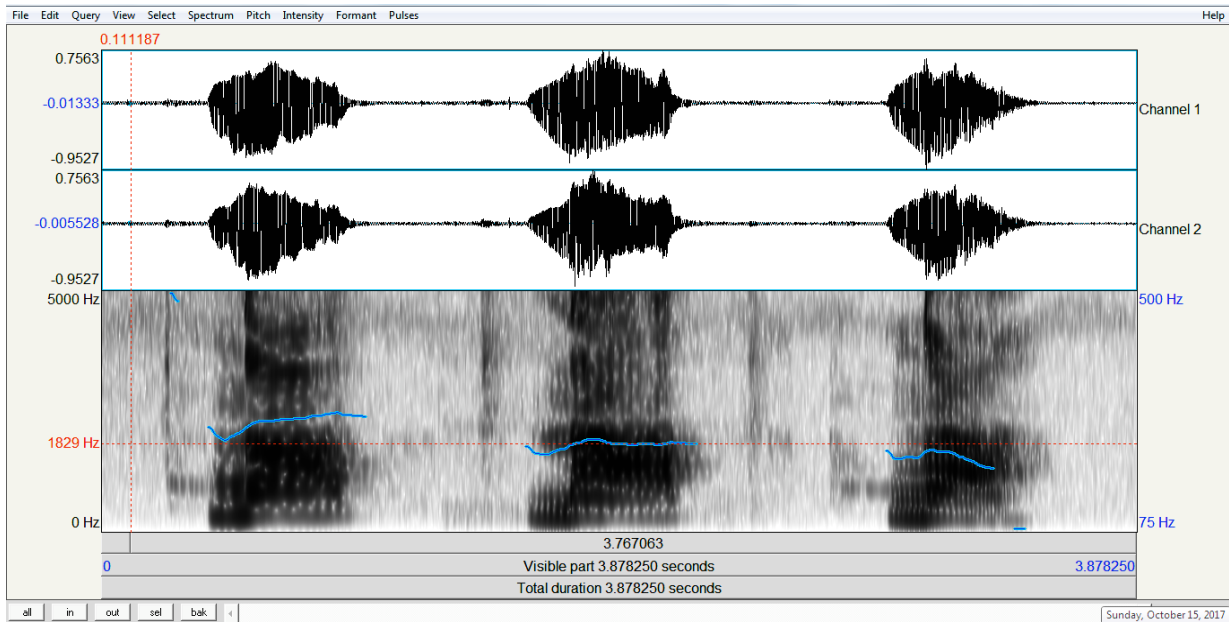 File Edit Query View Select Spectrum Pitch Intensity Formant Pulses Help
0.111187
0.7563
-0.01333
Channel 1
-0.9527
0.7563
-0.005528
Channel 2
-0.9527
5000 Hz 500 Hz
1829 Hz
0 Hz 75 Hz
3.767063
0 Visible part 3.878250 seconds 3.878250
Total duration 3.878250 seconds
all in out sel bak
Sunday, October 15, 2017